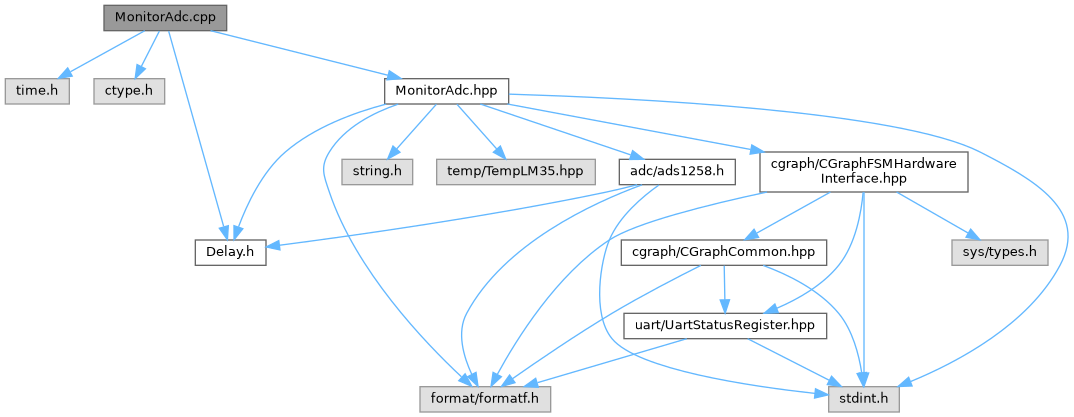 MonitorAdc.cpp
time.h
ctype.h
MonitorAdc.hpp
string.h
temp/TempLM35.hpp
adc/ads1258.h
cgraph/CGraphFSMHardware
Interface.hpp
Delay.h
cgraph/CGraphCommon.hpp
sys/types.h
uart/UartStatusRegister.hpp
format/formatf.h
stdint.h